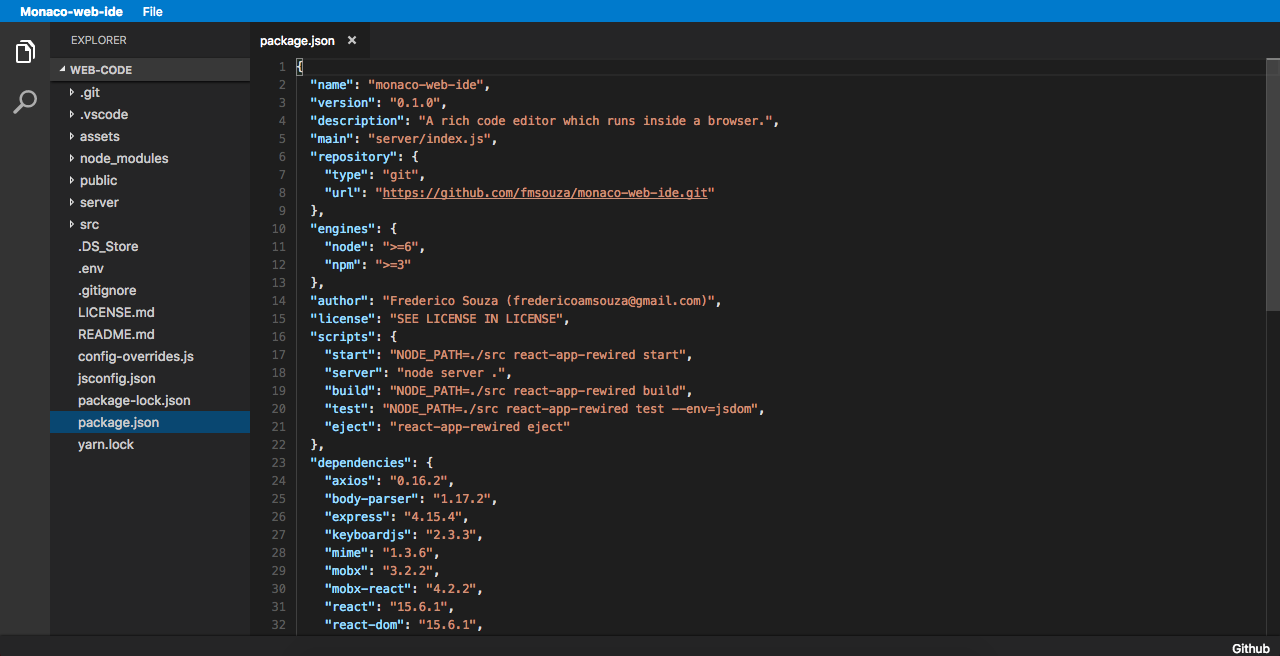 Monaco-web-ide File
EXPLORER
WEB-CODE
.git
.vscode
assets
node_modules
public
server
src
.DS_Store
.env
.gitignore
LICENSE.md
README.md
config-overrides.js
jsconfig.json
package-lock.json
package.json
yarn.lock
package.json ×
1 {
2 "name": "monaco-web-ide",
3 "version": "0.1.0",
4 "description": "A rich code editor which runs inside a browser.",
5 "main": "server/index.js",
6 "repository": {
7 "type": "git",
8 "url": "https://github.com/fmsouza/monaco-web-ide.git"
9 },
10 "engines": {
11 "node": ">=6",
12 "npm": ">=3"
13 },
14 "author": "Frederico Souza (fredericoamsouza@gmail.com)",
15 "license": "SEE LICENSE IN LICENSE",
16 "scripts": {
17 "start": "NODE_PATH=./src react-app-rewired start",
18 "server": "node server .",
19 "build": "NODE_PATH=./src react-app-rewired build",
20 "test": "NODE_PATH=./src react-app-rewired test --env=jsdom",
21 "eject": "react-app-rewired eject"
22 },
23 "dependencies": {
24 "axios": "0.16.2",
25 "body-parser": "1.17.2",
26 "express": "4.15.4",
27 "keyboardjs": "2.3.3",
28 "mime": "1.3.6",
29 "mobx": "3.2.2",
30 "mobx-react": "4.2.2",
31 "react": "15.6.1",
32 "react-dom": "15.6.1",
Github